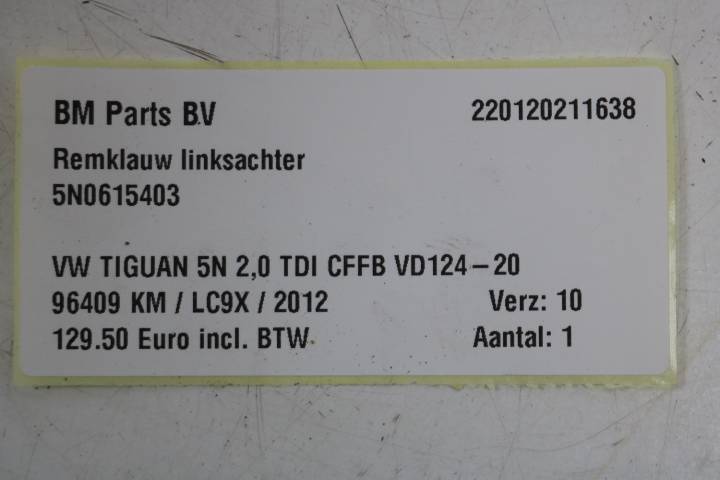 BM Parts B.V 220120211638
Remklauw linksachter
5N0615403
VW TIGUAN 5N 2,0 TDI CFFB VD124-20
96409 KM / LC9X / 2012 Verz: 10
129.50 Euro incl. BTW Aantal: 1